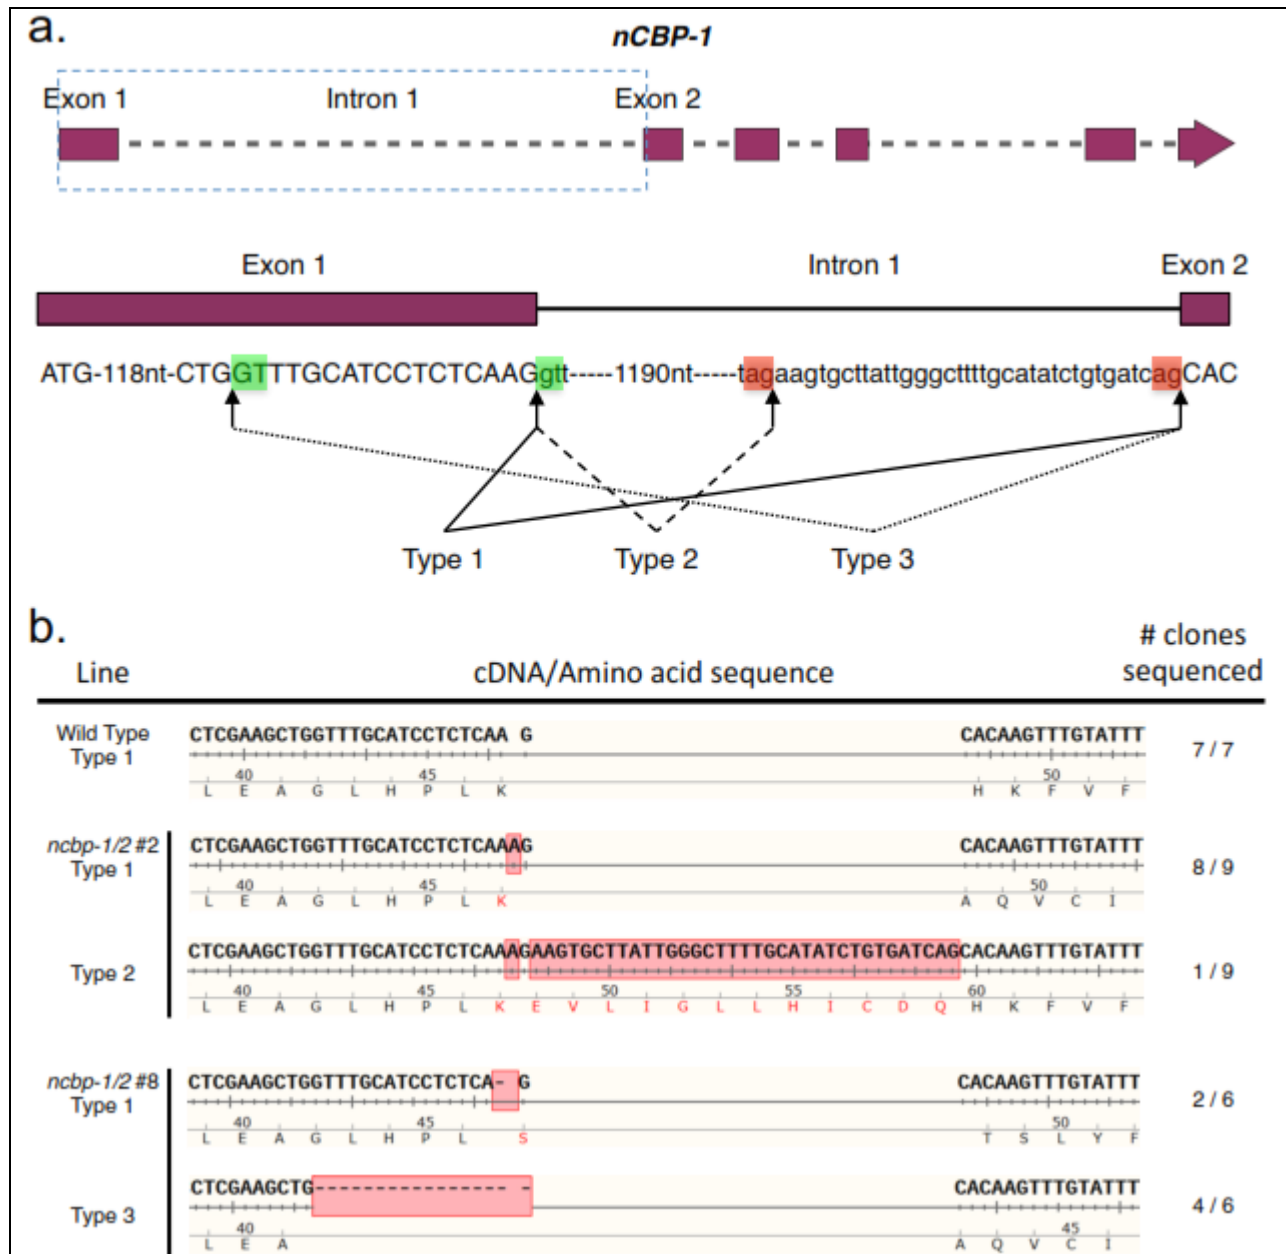 a.
nCBP-1
Exon 1 Intron 1 Exon 2
Exon 1 Intron 1 Exon 2
ATG-118nt-CTGGTTTGCATCCTCTCAAGgtt-----1190nt-----tagaagtgcttattgggcttttgcatatctgtgatcagCAC
Type 1 Type 2 Type 3
b.
Line cDNA/Amino acid sequence # clones sequenced
Wild Type
Type 1
CTCGAAGCTGGTTTGCATCCTCTCAA G CACAAGTTTGTATTT
40 45 50
L E A G L H P L K H K F V F
7 / 7
ncbp-1/2 #2
Type 1
CTCGAAGCTGGTTTGCATCCTCTCAAAG CACAAGTTTGTATTT
40 45 50
L E A G L H P L K A Q V C I
8 / 9
Type 2
CTCGAAGCTGGTTTGCATCCTCTCAAAGAAGTGCTTATTGGGCTTTTGCATATCTGTGATCAGCACAAGTTTGTATTT
40 45 50 55 60
L E A G L H P L K E V L I G L L H I C D Q H K F V F
1 / 9
ncbp-1/2 #8
Type 1
CTCGAAGCTGGTTTGCATCCTCTCA- G CACAAGTTTGTATTT
40 45 50
L E A G L H P L S T S L Y F
2 / 6
Type 3
CTCGAAGCTG---------------- - CACAAGTTTGTATTT
40 45
L E A A Q V C I
4 / 6